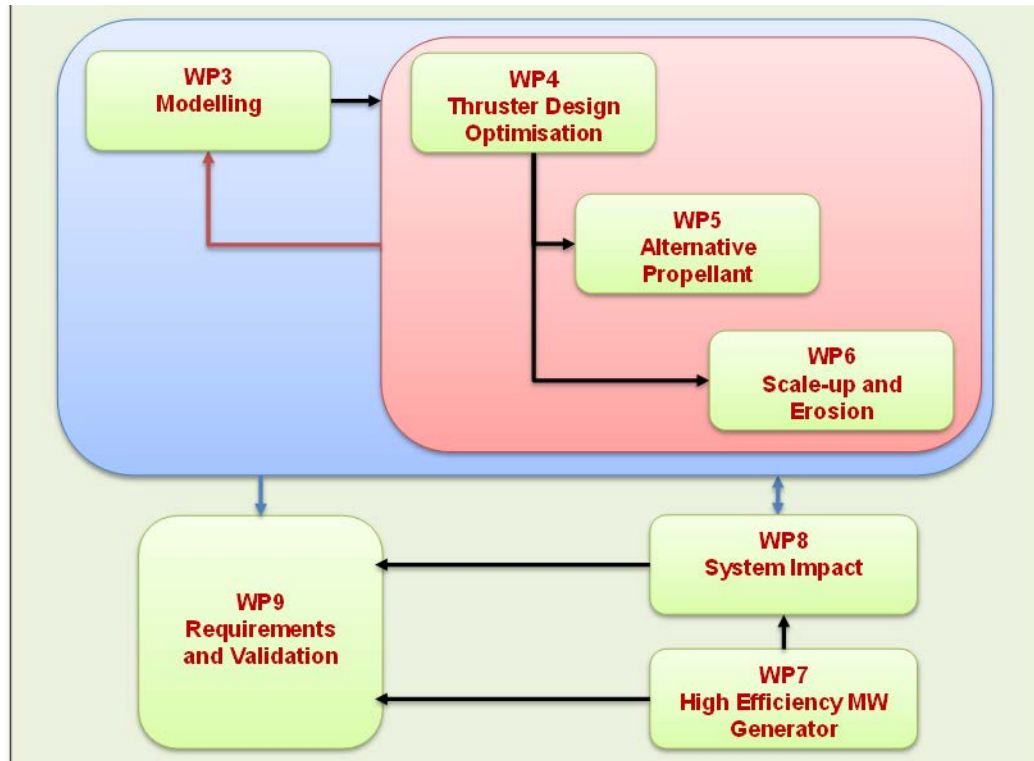 WP3
Modelling
WP4
Thruster Design
Optimisation
WP5
Alternative
Propellant
WP6
Scale-up and
Erosion
WP8
System Impact
WP9
Requirements
and Validation
WP7
High Efficiency MW
Generator